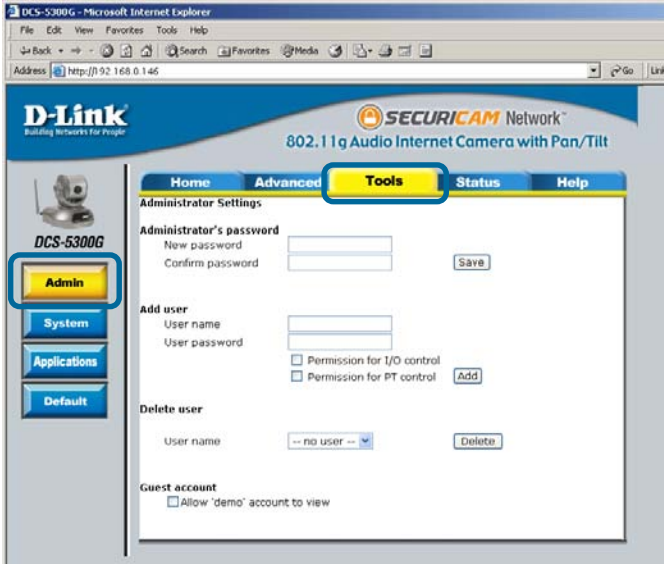 DCS-5300G - Microsoft Internet Explorer
File Edit View Favorites Tools Help
Back Search Favorites Media
Address http://192.168.0.146 Go Lin
D-Link
Building Networks for People
SECURICAM Network™
802.11g Audio Internet Camera with Pan/Tilt
Home Advanced Tools Status Help
DCS-5300G
Admin
System
Applications
Default
Administrator Settings
Administrator's password
New password
Confirm password Save
Add user
User name
User password
Permission for I/O control
Permission for PT control Add
Delete user
User name -- no user -- Delete
Guest account
Allow 'demo' account to view